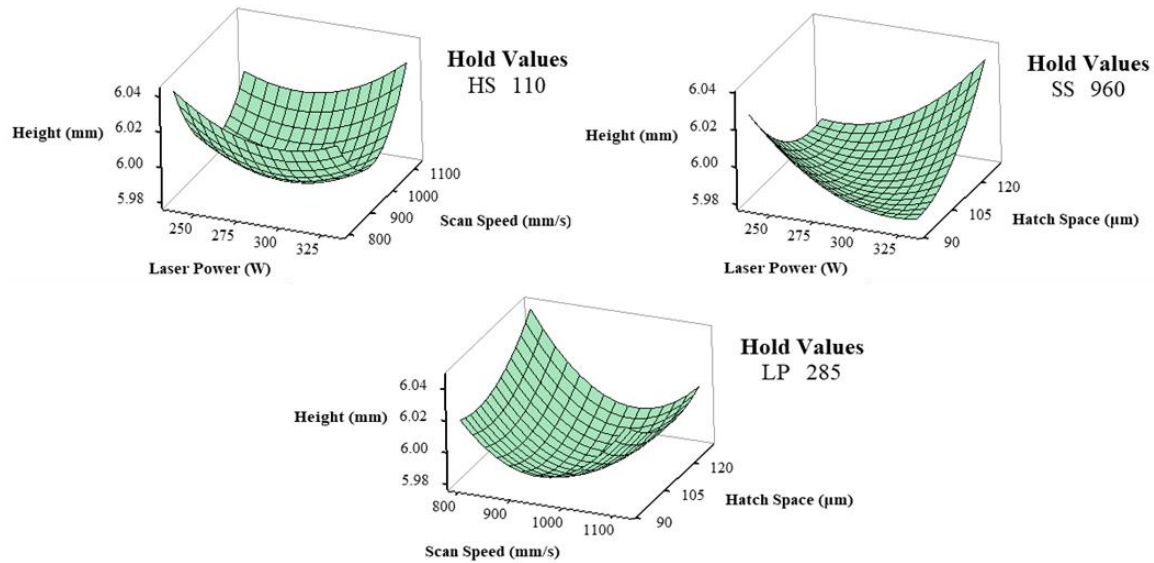 Hold Values
HS 110
Height (mm)
6.04
6.02
6.00
5.98
250
275
300
325
Laser Power (W)
800
900
1000
1100
Scan Speed (mm/s)
Hold Values
SS 960
Height (mm)
6.04
6.02
6.00
5.98
250
275
300
325
Laser Power (W)
90
105
120
Hatch Space (µm)
Hold Values
LP 285
Height (mm)
6.04
6.02
6.00
5.98
800
900
1000
1100
Scan Speed (mm/s)
90
105
120
Hatch Space (µm)